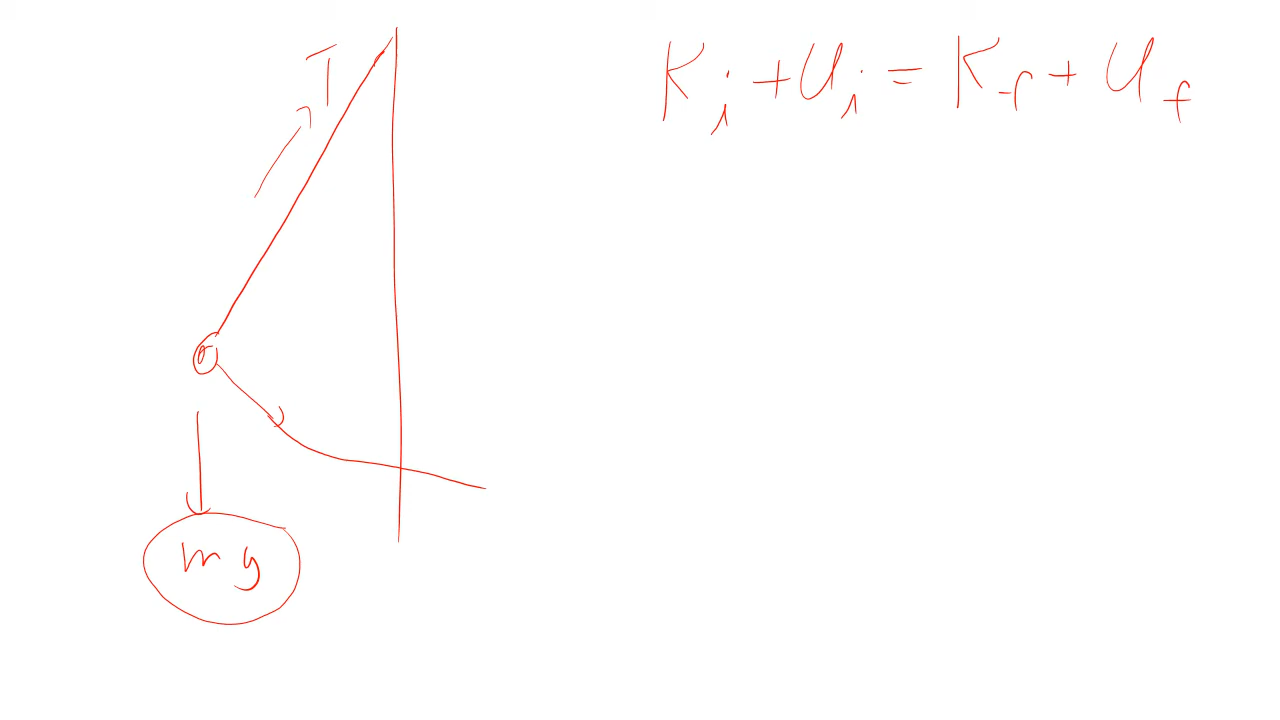 T
K_i + U_i = K_f + U_f
mg